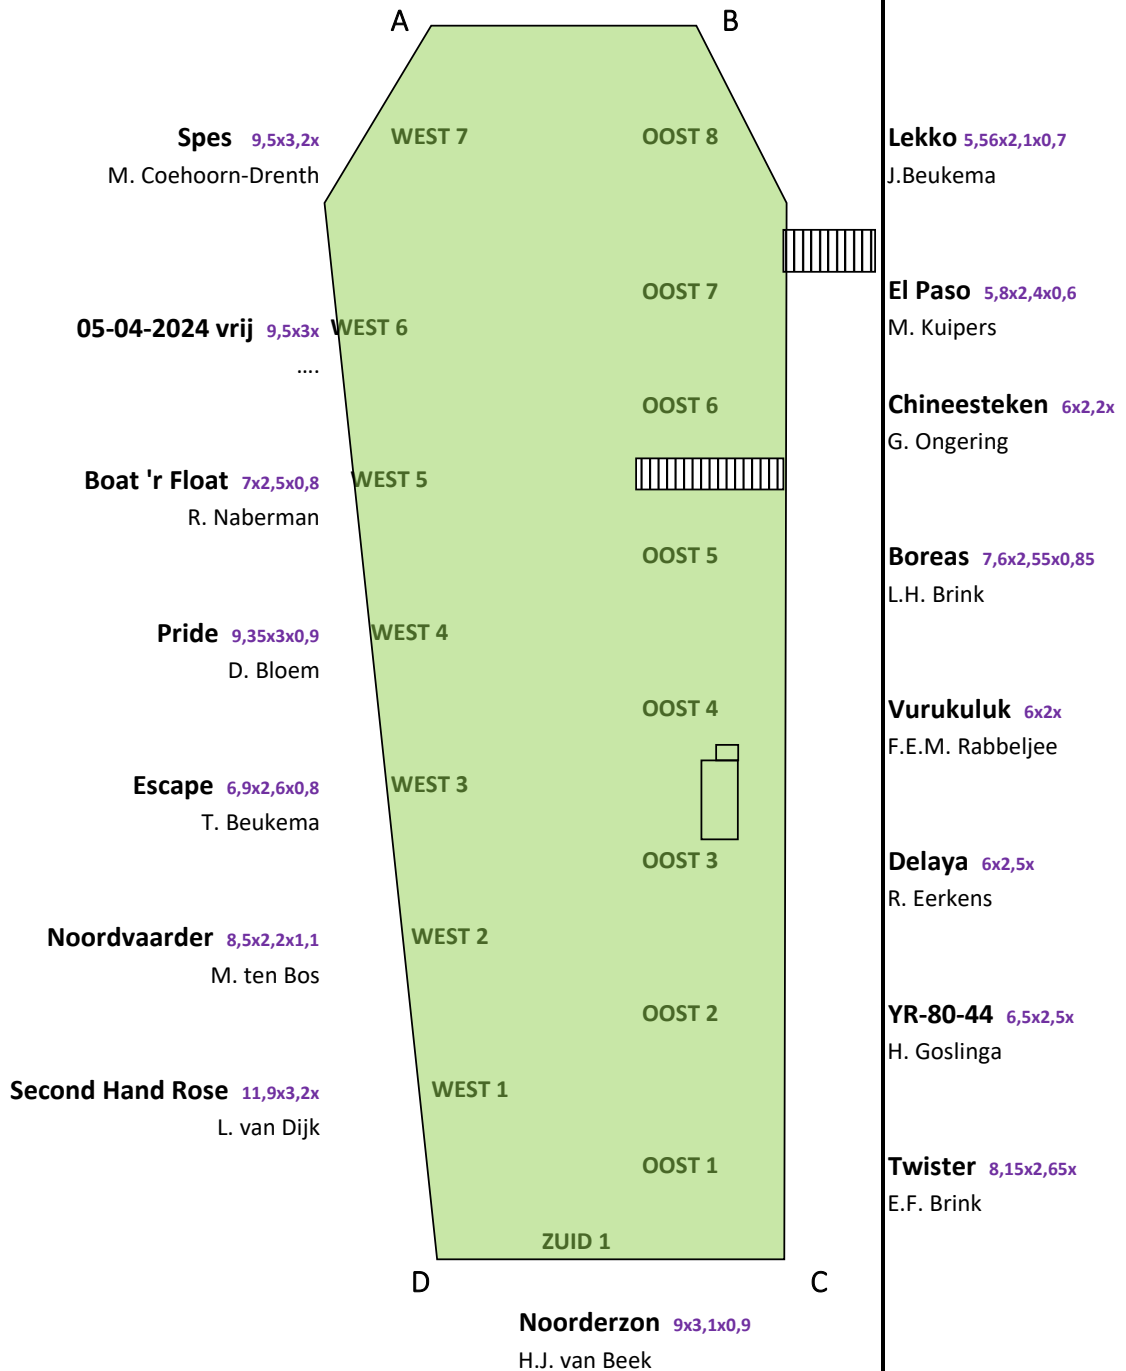 A B
Spes 9,5x3,2x WEST 7 OOST 8 Lekko 5,56x2,1x0,7
M. Coehoorn-Drenth J.Beukema
OOST 7 El Paso 5,8x2,4x0,6
05-04-2024 vrij 9,5x3x WEST 6 M. Kuipers
....
OOST 6 Chineesteken 6x2,2x
G. Ongering
Boat 'r Float 7x2,5x0,8 WEST 5
R. Naberman
OOST 5 Boreas 7,6x2,55x0,85
L.H. Brink
Pride 9,35x3x0,9 WEST 4
D. Bloem
OOST 4 Vurukuluk 6x2x
F.E.M. Rabbeljee
Escape 6,9x2,6x0,8 WEST 3
T. Beukema
OOST 3 Delaya 6x2,5x
R. Eerkens
Noordvaarder 8,5x2,2x1,1 WEST 2
M. ten Bos
OOST 2 YR-80-44 6,5x2,5x
H. Goslinga
Second Hand Rose 11,9x3,2x WEST 1
L. van Dijk
OOST 1 Twister 8,15x2,65x
E.F. Brink
ZUID 1
D C
Noorderzon 9x3,1x0,9
H.J. van Beek